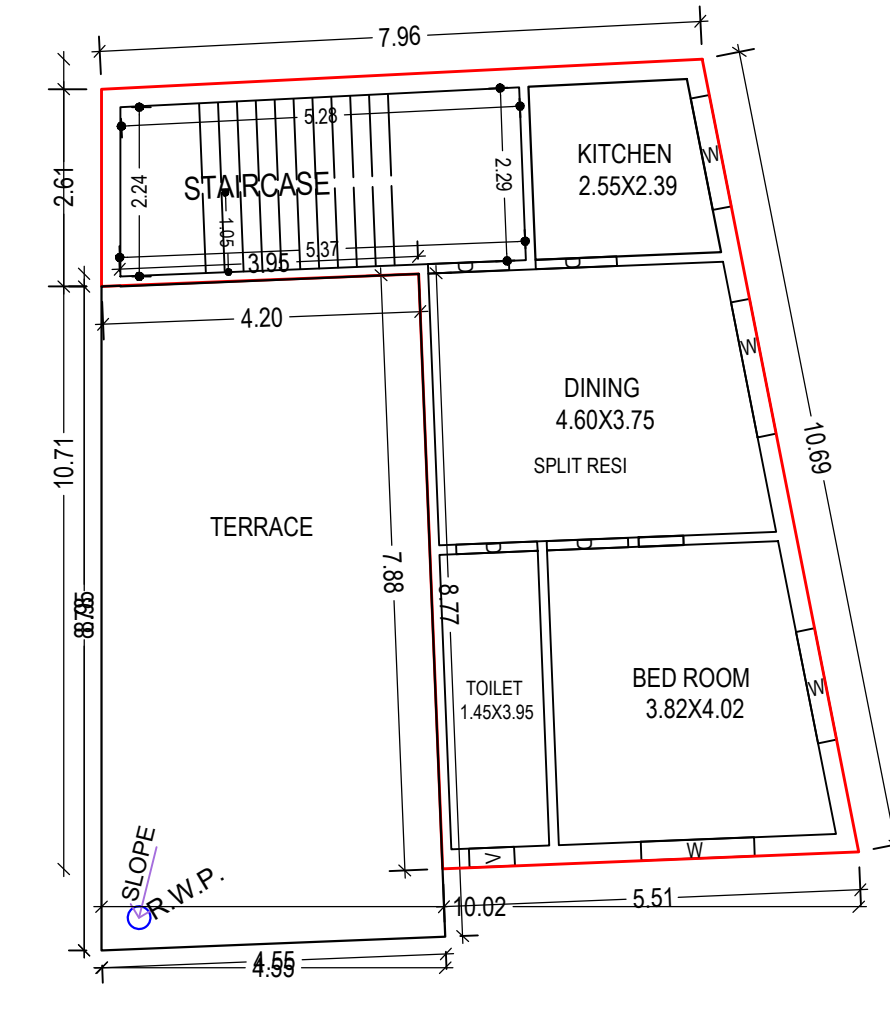 7.96
2.61
2.24
5.28
STAIRCASE
2.29
KITCHEN
2.55X2.39
W
1.05
5.37
3.95
D
D
4.20
W
DINING
4.60X3.75
SPLIT RESI
10.69
10.71
TERRACE
D
D
7.88
8.77
TOILET
1.45X3.95
BED ROOM
3.82X4.02
W
V
W
SLOPE
R.W.P.
10.02
5.51
4.55